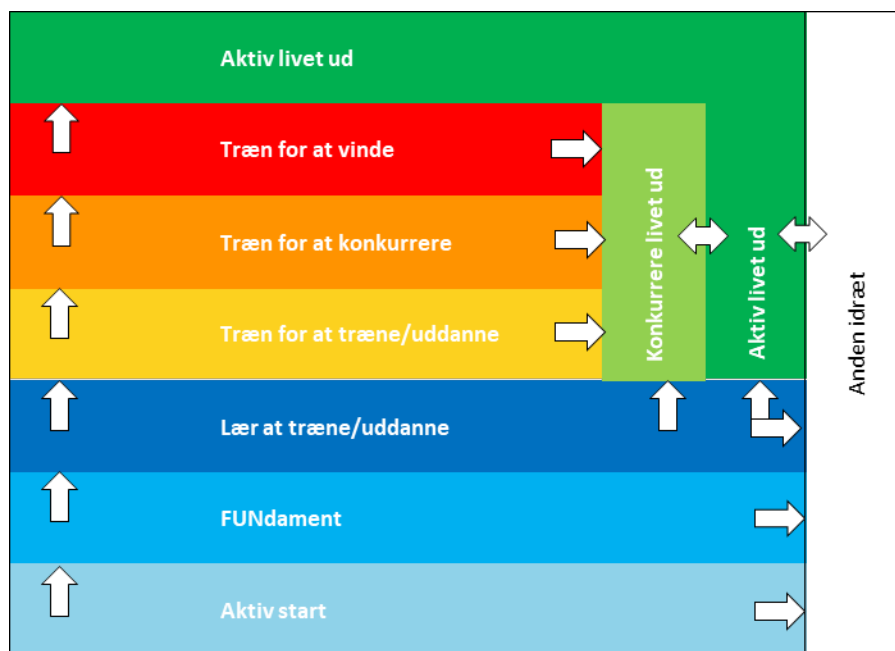 Aktiv livet ud
Træn for at vinde
Træn for at konkurrere
Træn for at træne/uddanne
Lær at træne/uddanne
FUNdament
Aktiv start
Konkurrere livet ud
Aktivt livet ud
Anden idræt